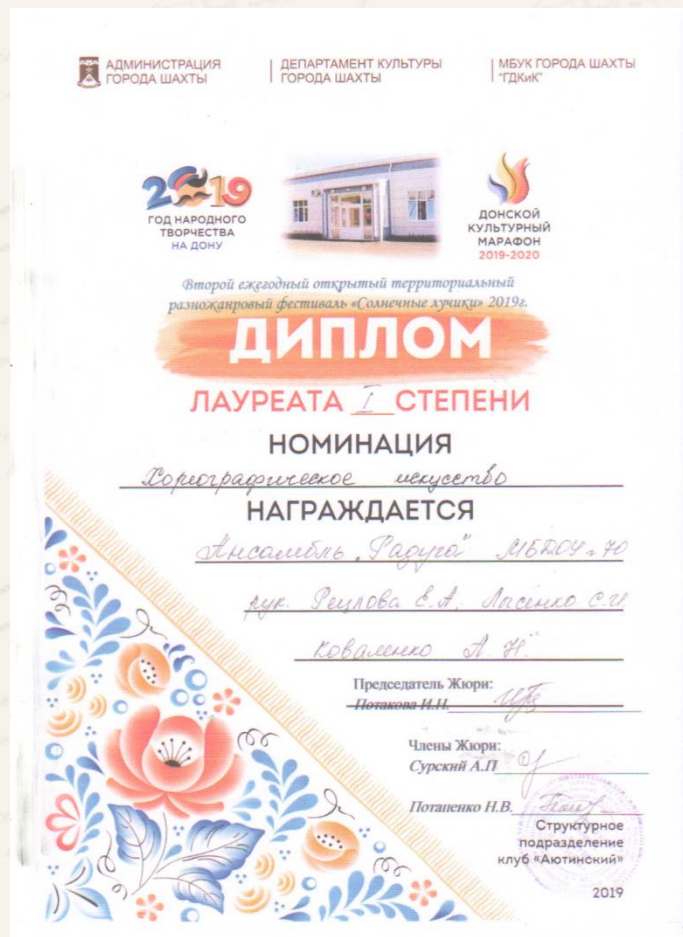 АДМИНИСТРАЦИЯ
ГОРОДА ШАХТЫ
ДЕПАРТАМЕНТ КУЛЬТУРЫ
ГОРОДА ШАХТЫ
МБУК ГОРОДА ШАХТЫ
"ГДКиК"
2019
ГОД НАРОДНОГО
ТВОРЧЕСТВА
НА ДОНУ
ДОНСКОЙ
КУЛЬТУРНЫЙ
МАРАФОН
2019-2020
Второй ежегодный открытый территориальный
разножанровый фестиваль «Солнечные лучики» 2019г.
ДИПЛОМ
ЛАУРЕАТА I СТЕПЕНИ
НОМИНАЦИЯ
Хореографическое искусство
НАГРАЖДАЕТСЯ
Ансамбль „Радуга" МБДОУ 70
рук. Е.А. Лысенко С.И.
Коваленко А.Н.
Председатель Жюри:
Потакова И.Н.
Члены Жюри:
Сурский А.П
Потапенко Н.В.
Структурное
подразделение
клуб «Аютинский»
2019